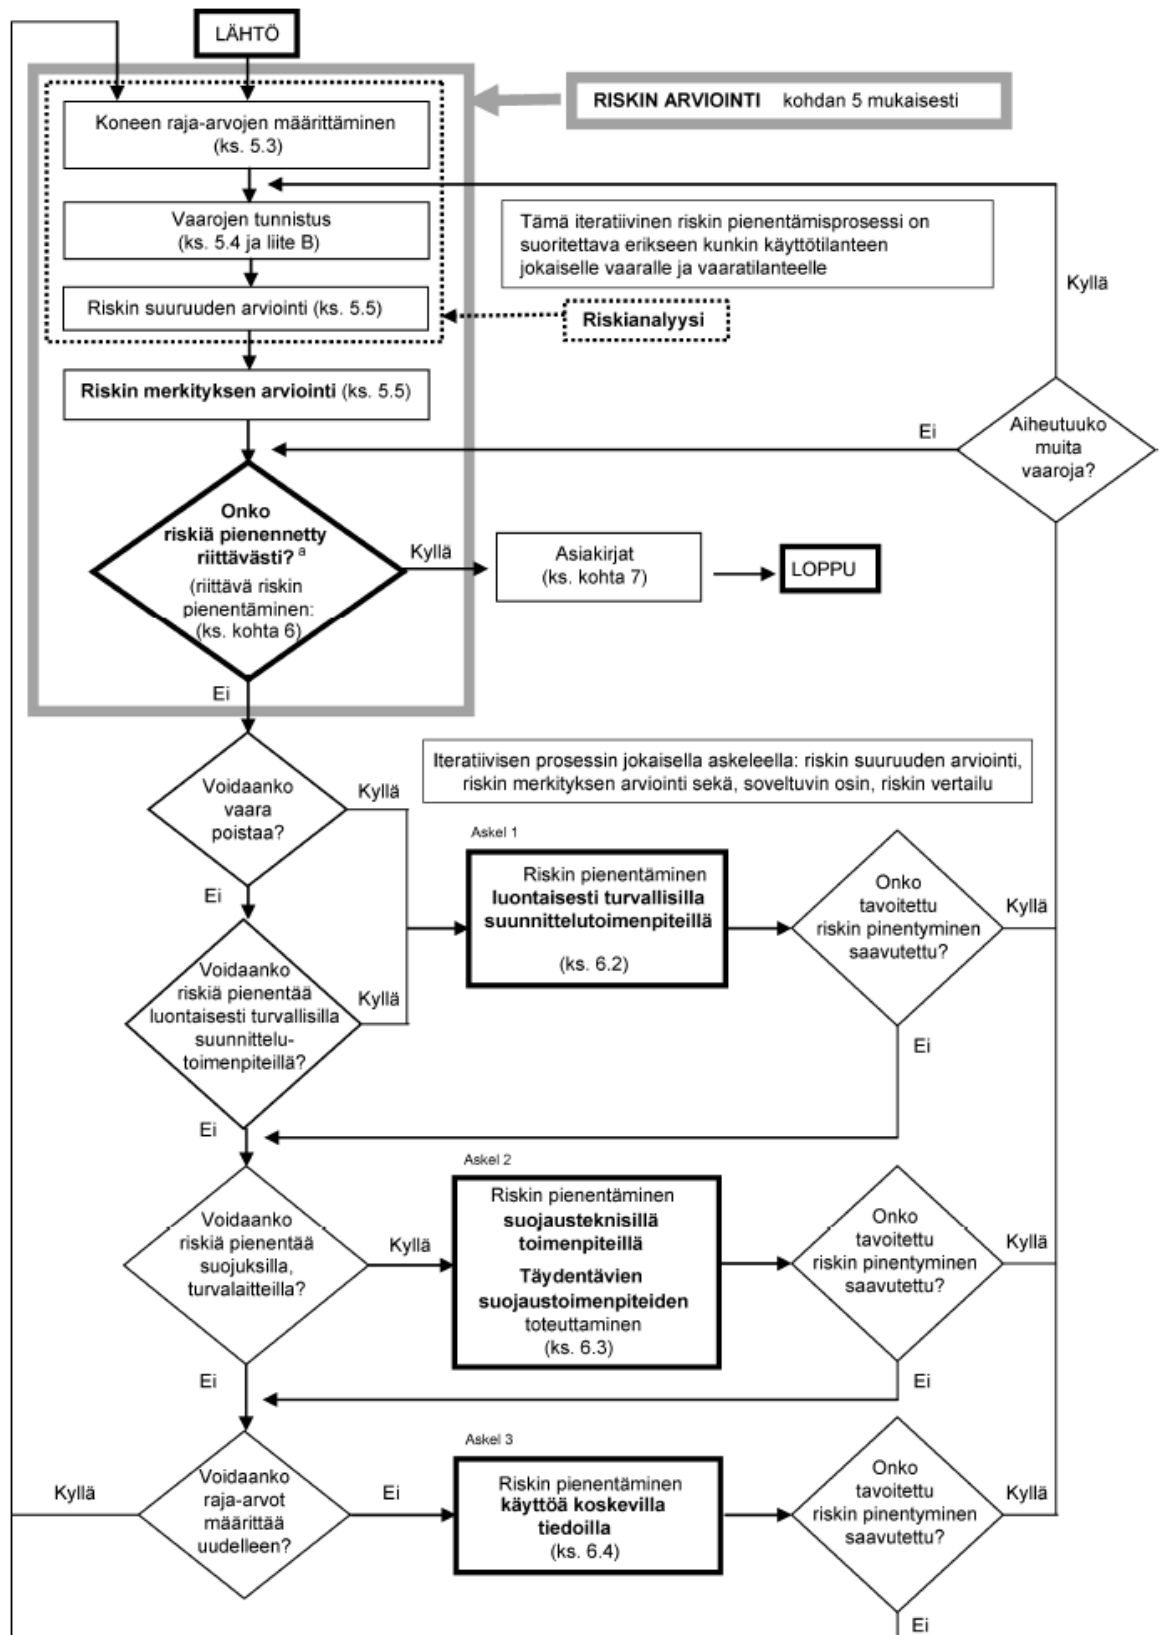 LÄHTÖ
RISKIN ARVIOINTI kohdan 5 mukaisesti
Koneen raja-arvojen määrittäminen
(ks. 5.3)
Vaarojen tunnistus
(ks. 5.4 ja liite B)
Tämä iteratiivinen riskin pienentämisprosessi on
suoritettava erikseen kunkin käyttötilanteen
jokaiselle vaaralle ja vaaratilanteelle
Kyllä
Riskin suuruuden arviointi (ks. 5.5)
Riskianalyysi
Riskin merkityksen arviointi (ks. 5.5)
Ei
Aiheutuuko
muita
vaaroja?
Onko
riskiä pienennetty
riittävästi? a
(riittävä riskin
pienentäminen:
(ks. kohta 6)
Kyllä
Asiakirjat
(ks. kohta 7)
LOPPU
Ei
Iteratiivisen prosessin jokaisella askeleella: riskin suuruuden arviointi,
riskin merkityksen arviointi sekä, soveltuvin osin, riskin vertailu
Voidaanko
vaara
poistaa?
Kyllä
Ei
Askel 1
Riskin pienentäminen
luontaisesti turvallisilla
suunnittelutoimenpiteillä
(ks. 6.2)
Onko
tavoitettu
riskin pinentyminen
saavutettu?
Kyllä
Ei
Voidaanko
riskiä pienentää
luontaisesti turvallisilla
suunnittelu-
toimenpiteillä?
Kyllä
Ei
Askel 2
Voidaanko
riskiä pienentää
suojuksilla,
turvalaitteilla?
Kyllä
Riskin pienentäminen
suojausteknisillä
toimenpiteillä
Täydentävien
suojaustoimenpiteiden
toteuttaminen
(ks. 6.3)
Onko
tavoitettu
riskin pinentyminen
saavutettu?
Kyllä
Ei
Ei
Askel 3
Kyllä
Voidaanko
raja-arvot
määrittää
uudelleen?
Ei
Riskin pienentäminen
käyttöä koskevilla
tiedoilla
(ks. 6.4)
Onko
tavoitettu
riskin pinentyminen
saavutettu?
Kyllä
Ei